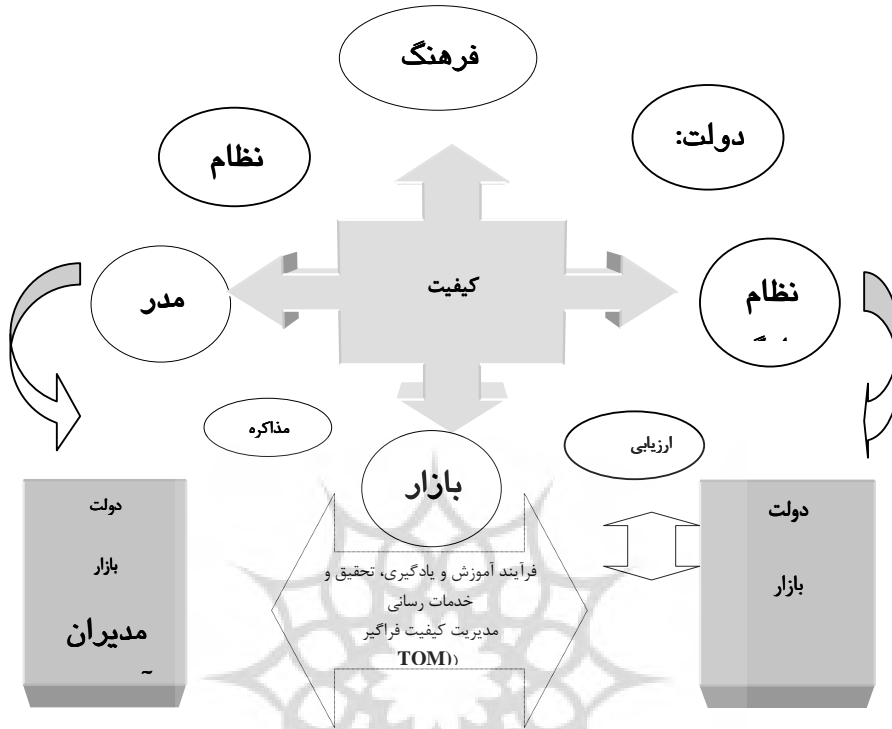 فرهنگ
دولت:
نظام
کیفیت
نظام
مدر
ارزیابی
مذاکره
بازار
دولت
بازار
دولت
بازار
مدیران
فرآیند آموزش و یادگیری، تحقیق و
خدمات رسانی
مدیریت کیفیت فراگیر